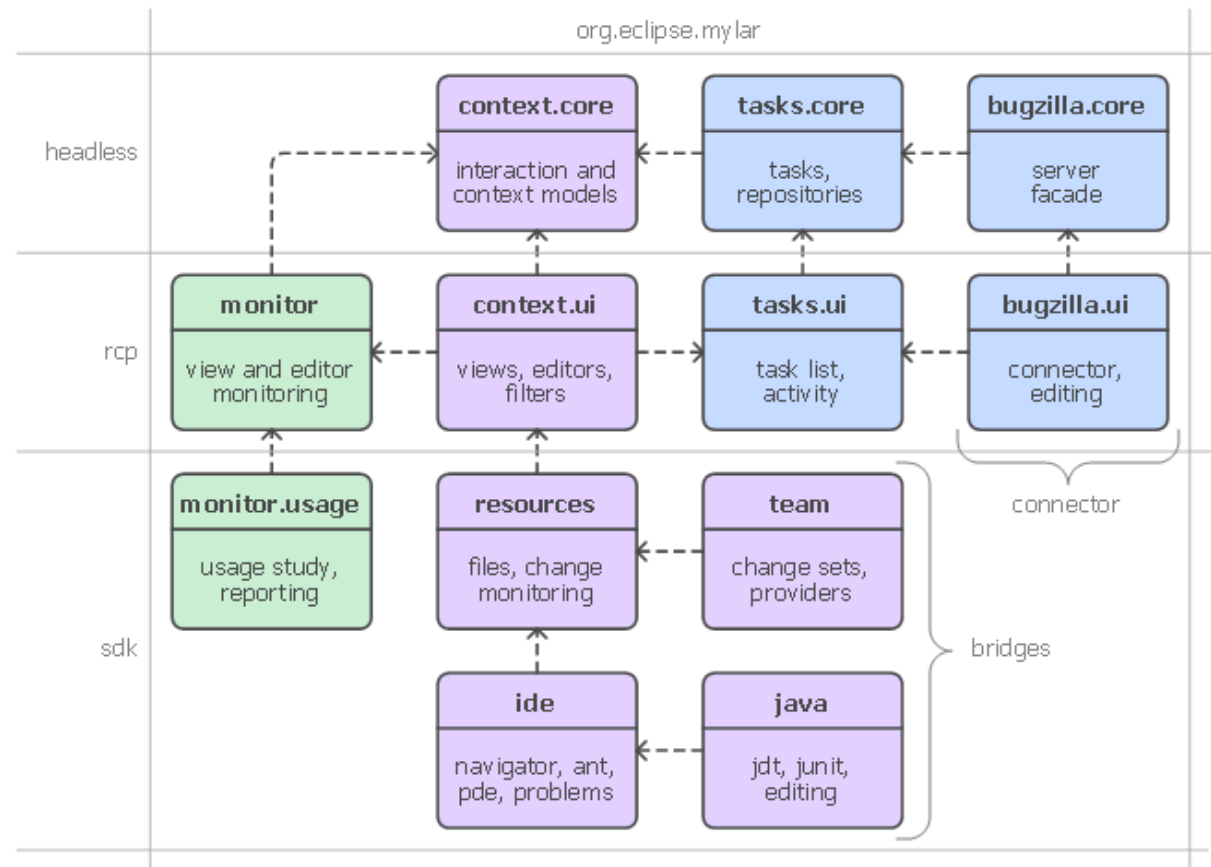 org.eclipse.mylar
headless
context.core
interaction and
context models
tasks.core
tasks,
repositories
bugzilla.core
server
facade
rcp
monitor
view and editor
monitoring
context.ui
views, editors,
filters
tasks.ui
task list,
activity
bugzilla.ui
connector,
editing
connector
sdk
monitor.usage
usage study,
reporting
resources
files, change
monitoring
team
change sets,
providers
bridges
ide
navigator, ant,
pde, problems
java
jdt, junit,
editing